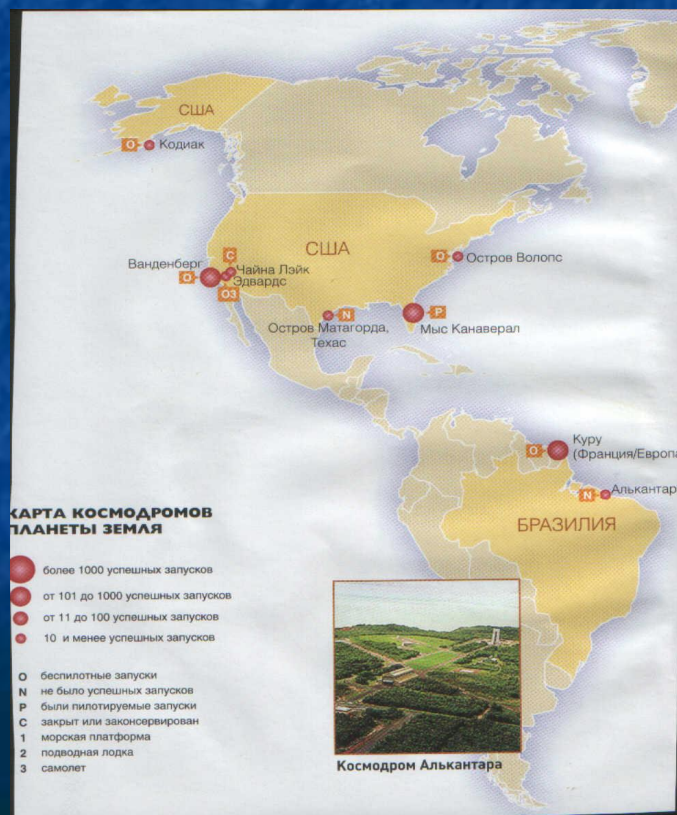 США
O
Кодиак
США
Ванденберг
C
Чайна Лэйк
O
Эдвардс
O3
O
Остров Волопс
N
P
Остров Матагорда,
Техас
Мыс Канаверал
O
Куру
(Франция/Европа
N
Алькантар
БРАЗИЛИЯ
КАРТА КОСМОДРОМОВ
ПЛАНЕТЫ ЗЕМЛЯ
более 1000 успешных запусков
от 101 до 1000 успешных запусков
от 11 до 100 успешных запусков
10 и менее успешных запусков
O беспилотные запуски
N не было успешных запусков
P были пилотируемые запуски
C закрыт или законсервирован
1 морская платформа
2 подводная лодка
3 самолет
Космодром Алькантара